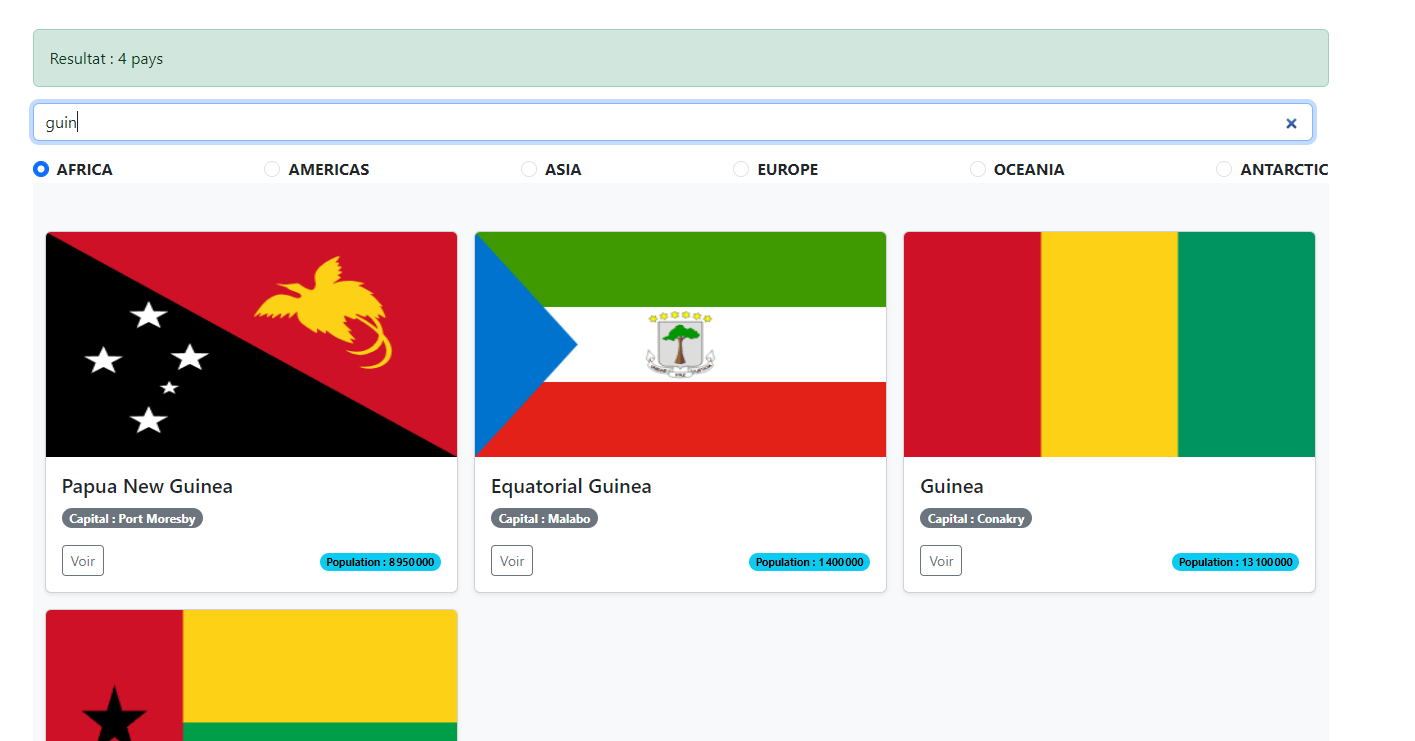 Resultat : 4 pays
guin
AFRICA AMERICAS ASIA EUROPE OCEANIA ANTARCTIC
Papua New Guinea
Capital : Port Moresby
Voir
Population : 8 950 000
Equatorial Guinea
Capital : Malabo
Voir
Population : 1 400 000
Guinea
Capital : Conakry
Voir
Population : 13 100 000